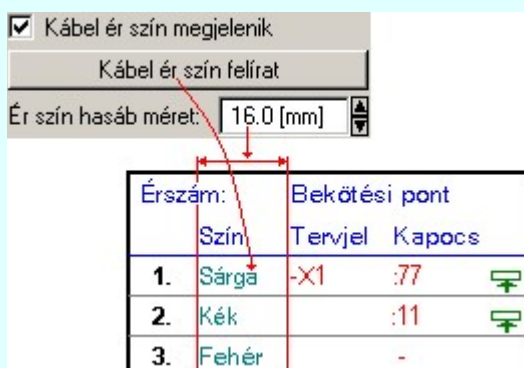 Kábel ér szín megjelenik
Kábel ér szín felírat
Ér szín hasáb méret: 16.0 [mm]
Érszám: Bekötési pont
Szín Tervjel Kapocs
1. Sárga -X1 :77
2. Kék :11
3. Fehér -